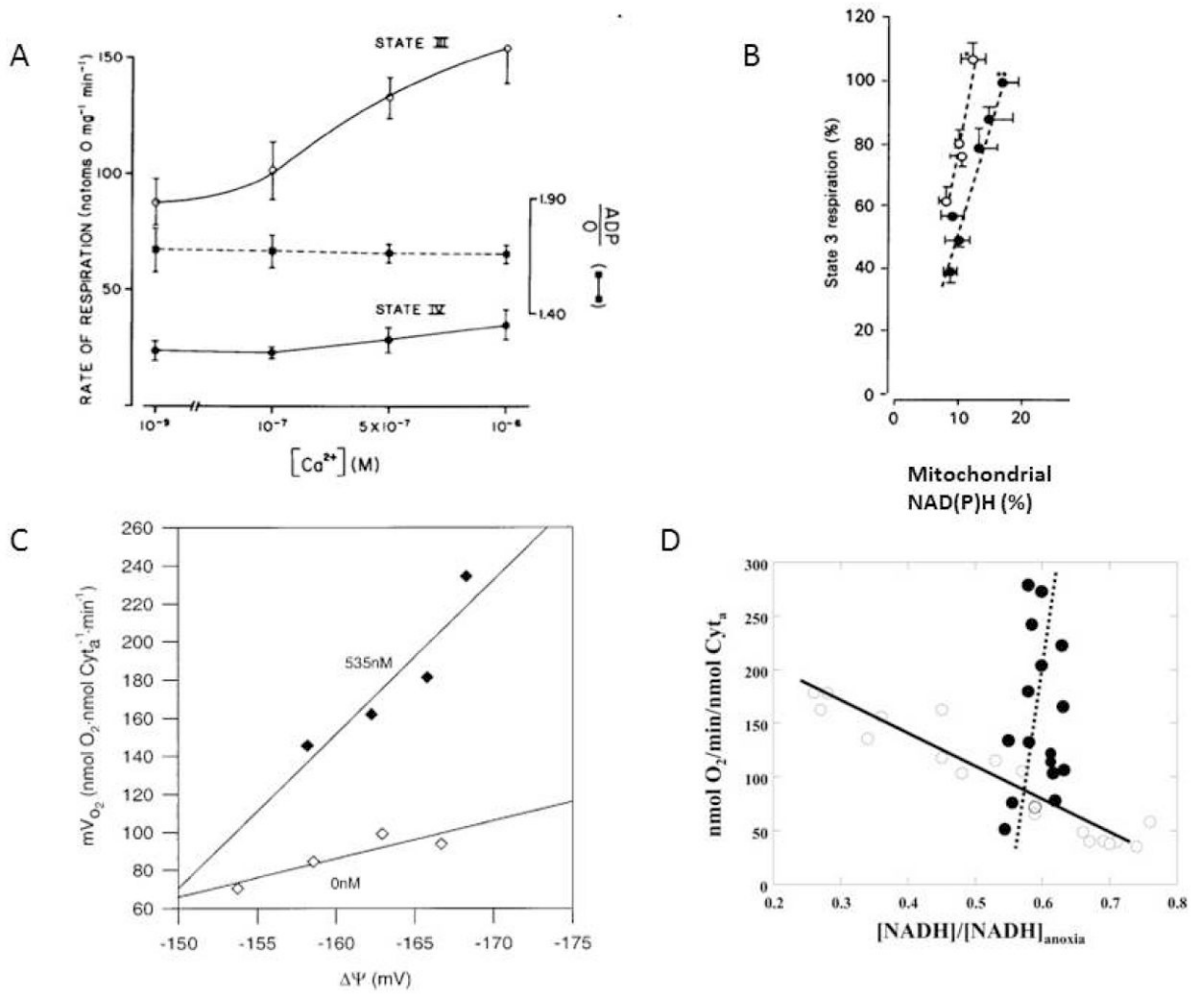 A
RATE OF RESPIRATION (natoms O mg⁻¹ min⁻¹)
150
100
50
STATE III
STATE IV
1.90
1.40
ADP
O
10⁻⁹
10⁻⁷
5×10⁻⁷
10⁻⁶
[Ca²⁺] (M)
B
State 3 respiration (%)
120
100
80
60
40
20
0
*
**
0
10
20
Mitochondrial
NAD(P)H (%)
C
mV̇O₂ (nmol O₂·nmol Cytₐ⁻¹·min⁻¹)
260
240
220
200
180
160
140
120
100
80
60
535nM
0nM
-150
-155
-160
-165
-170
-175
ΔΨ (mV)
D
nmol O₂/min/nmol Cytₐ
300
250
200
150
100
50
0
0.2
0.3
0.4
0.5
0.6
0.7
0.8
[NADH]/[NADH]anoxia